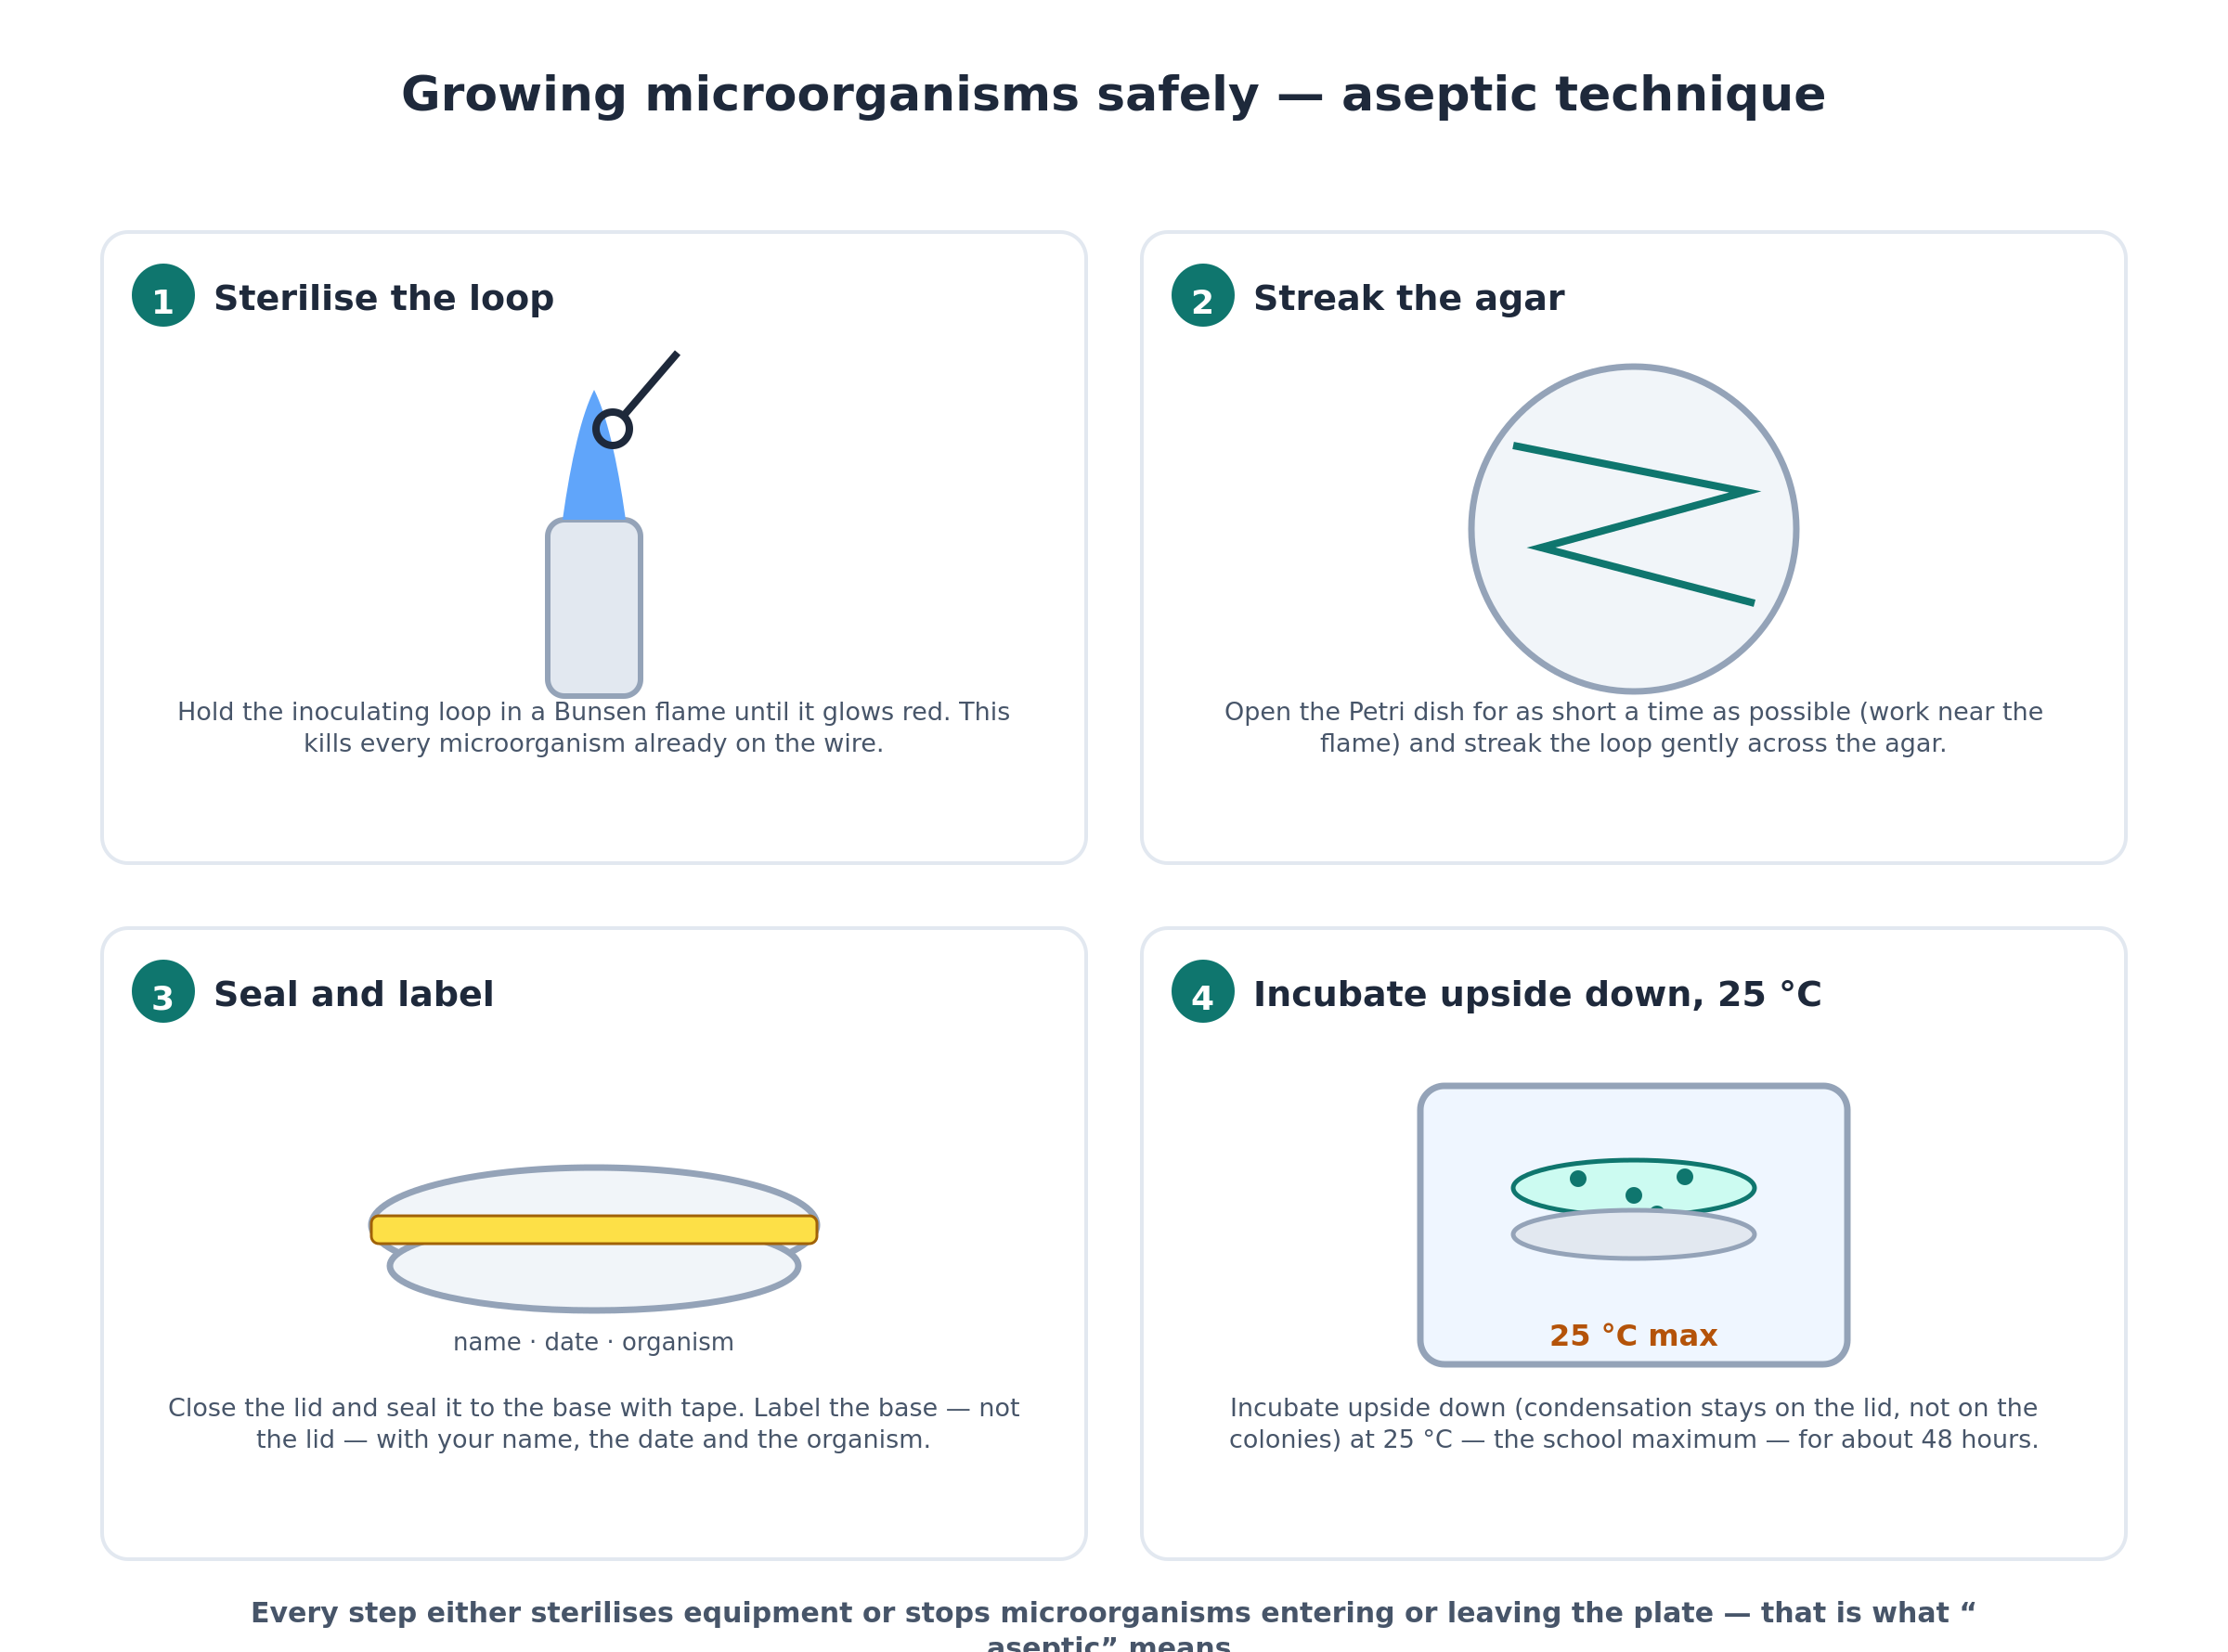 Growing microorganisms safely — aseptic technique
1 Sterilise the loop
Hold the inoculating loop in a Bunsen flame until it glows red. This
kills every microorganism already on the wire.
2 Streak the agar
Open the Petri dish for as short a time as possible (work near the
flame) and streak the loop gently across the agar.
3 Seal and label
name · date · organism
Close the lid and seal it to the base with tape. Label the base — not
the lid — with your name, the date and the organism.
4 Incubate upside down, 25 °C
25 °C max
Incubate upside down (condensation stays on the lid, not on the
colonies) at 25 °C — the school maximum — for about 48 hours.
Every step either sterilises equipment or stops microorganisms entering or leaving the plate — that is what “
aseptic” means